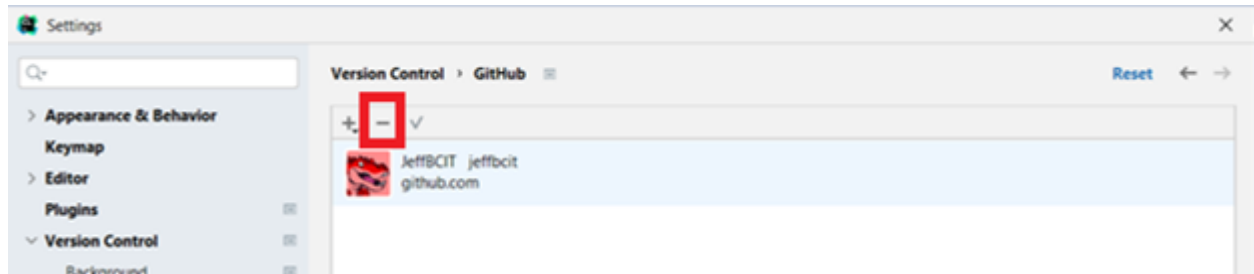 Settings
Version Control › GitHub
Reset
Appearance & Behavior
Keymap
Editor
Plugins
Version Control
Background
JeffBCIT jeffbcit
github.com